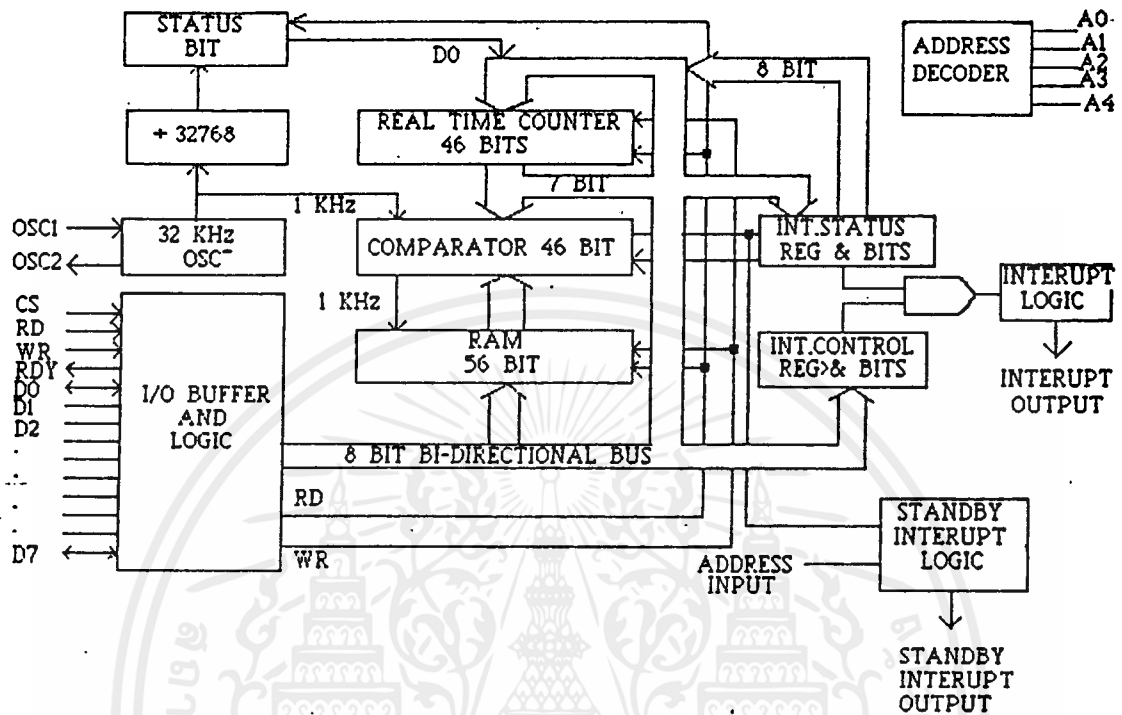 STATUS
BIT
D0
8 BIT
ADDRESS
DECODER
A0
A1
A2
A3
A4
+ 32768
REAL TIME COUNTER
46 BITS
7 BIT
1 KHz
OSC1
OSC2
32 KHz
OSC
COMPARATOR 46 BIT
INT.STATUS
REG & BITS
INTERUPT
LOGIC
1 KHz
RAM
56 BIT
INT.CONTROL
REG>& BITS
INTERUPT
OUTPUT
CS
RD
WR
RDY
D0
D1
D2
D7
I/O BUFFER
AND
LOGIC
8 BIT BI-DIRECTIONAL BUS
RD
WR
ADDRESS
INPUT
STANDBY
INTERUPT
LOGIC
STANDBY
INTERUPT
OUTPUT